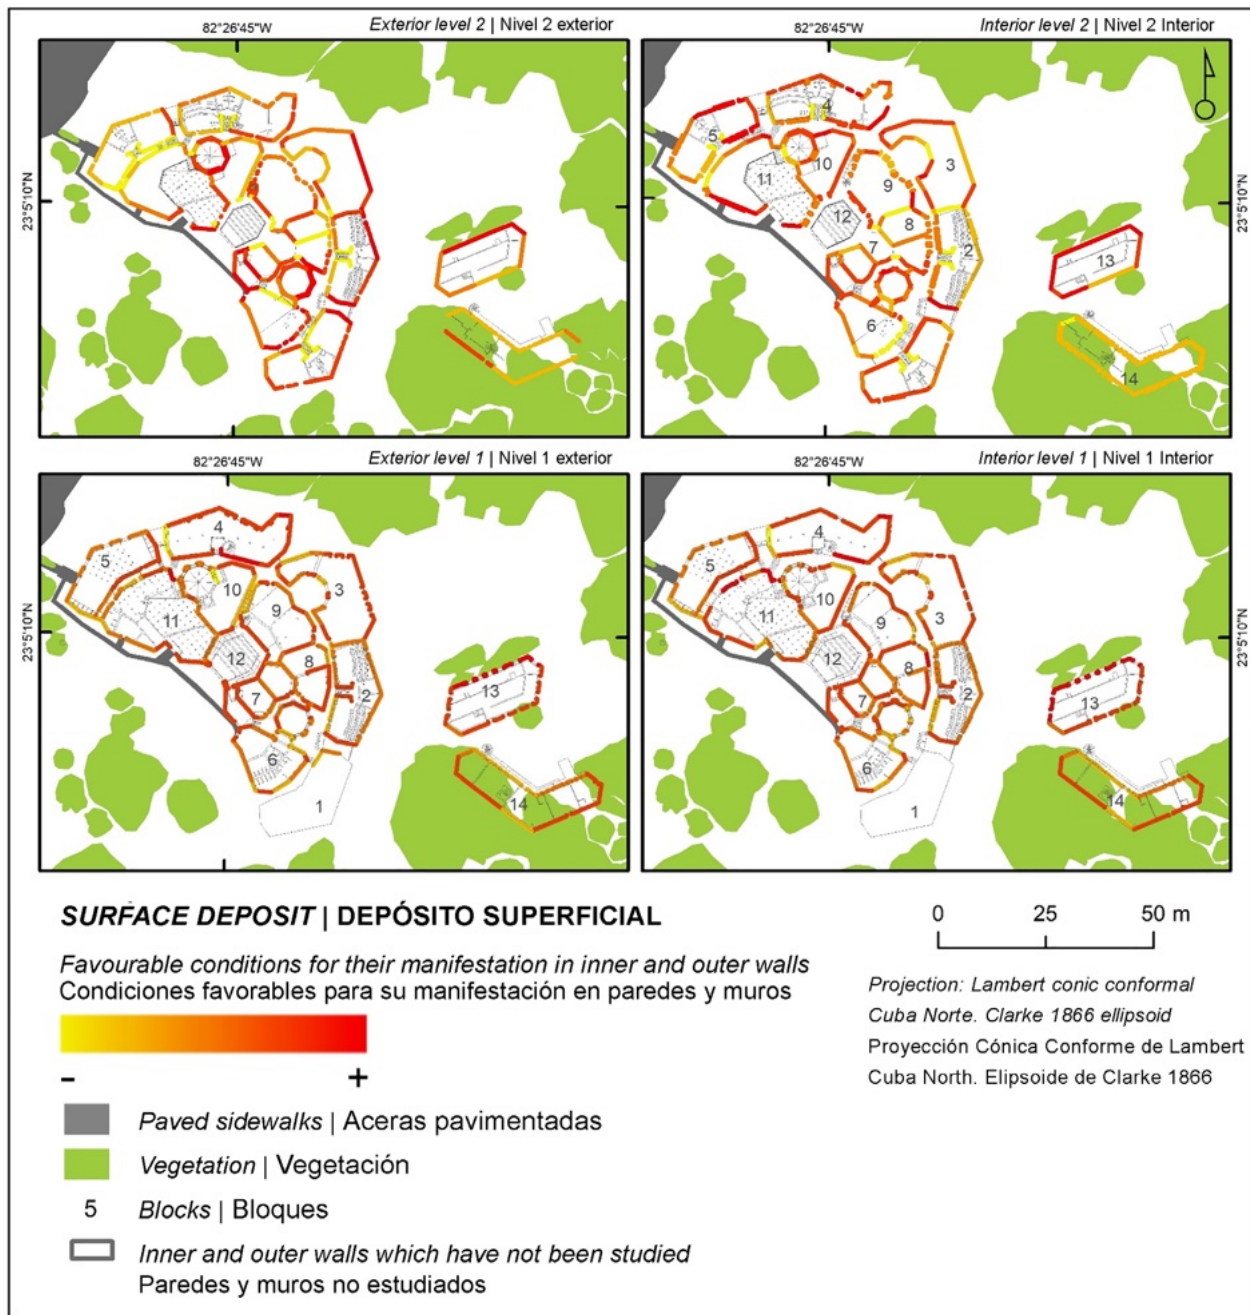 82°26'45"W
Exterior level 2 | Nivel 2 exterior
82°26'45"W
Interior level 2 | Nivel 2 Interior
23°5'10"N
4
5
3
10
11
9
12
8
7
2
6
13
14
23°5'10"N
82°26'45"W
Exterior level 1 | Nivel 1 exterior
82°26'45"W
Interior level 1 | Nivel 1 Interior
23°5'10"N
4
5
10
3
11
9
12
8
7
2
13
6
14
1
4
5
10
3
11
9
12
8
7
2
13
6
14
1
23°5'10"N
SURFACE DEPOSIT | DEPÓSITO SUPERFICIAL
Favourable conditions for their manifestation in inner and outer walls
Condiciones favorables para su manifestación en paredes y muros
- +
Paved sidewalks | Aceras pavimentadas
Vegetation | Vegetación
5 Blocks | Bloques
Inner and outer walls which have not been studied
Paredes y muros no estudiados
0 25 50 m
Projection: Lambert conic conformal
Cuba Norte. Clarke 1866 ellipsoid
Proyección Cónica Conforme de Lambert
Cuba North. Elipsoide de Clarke 1866